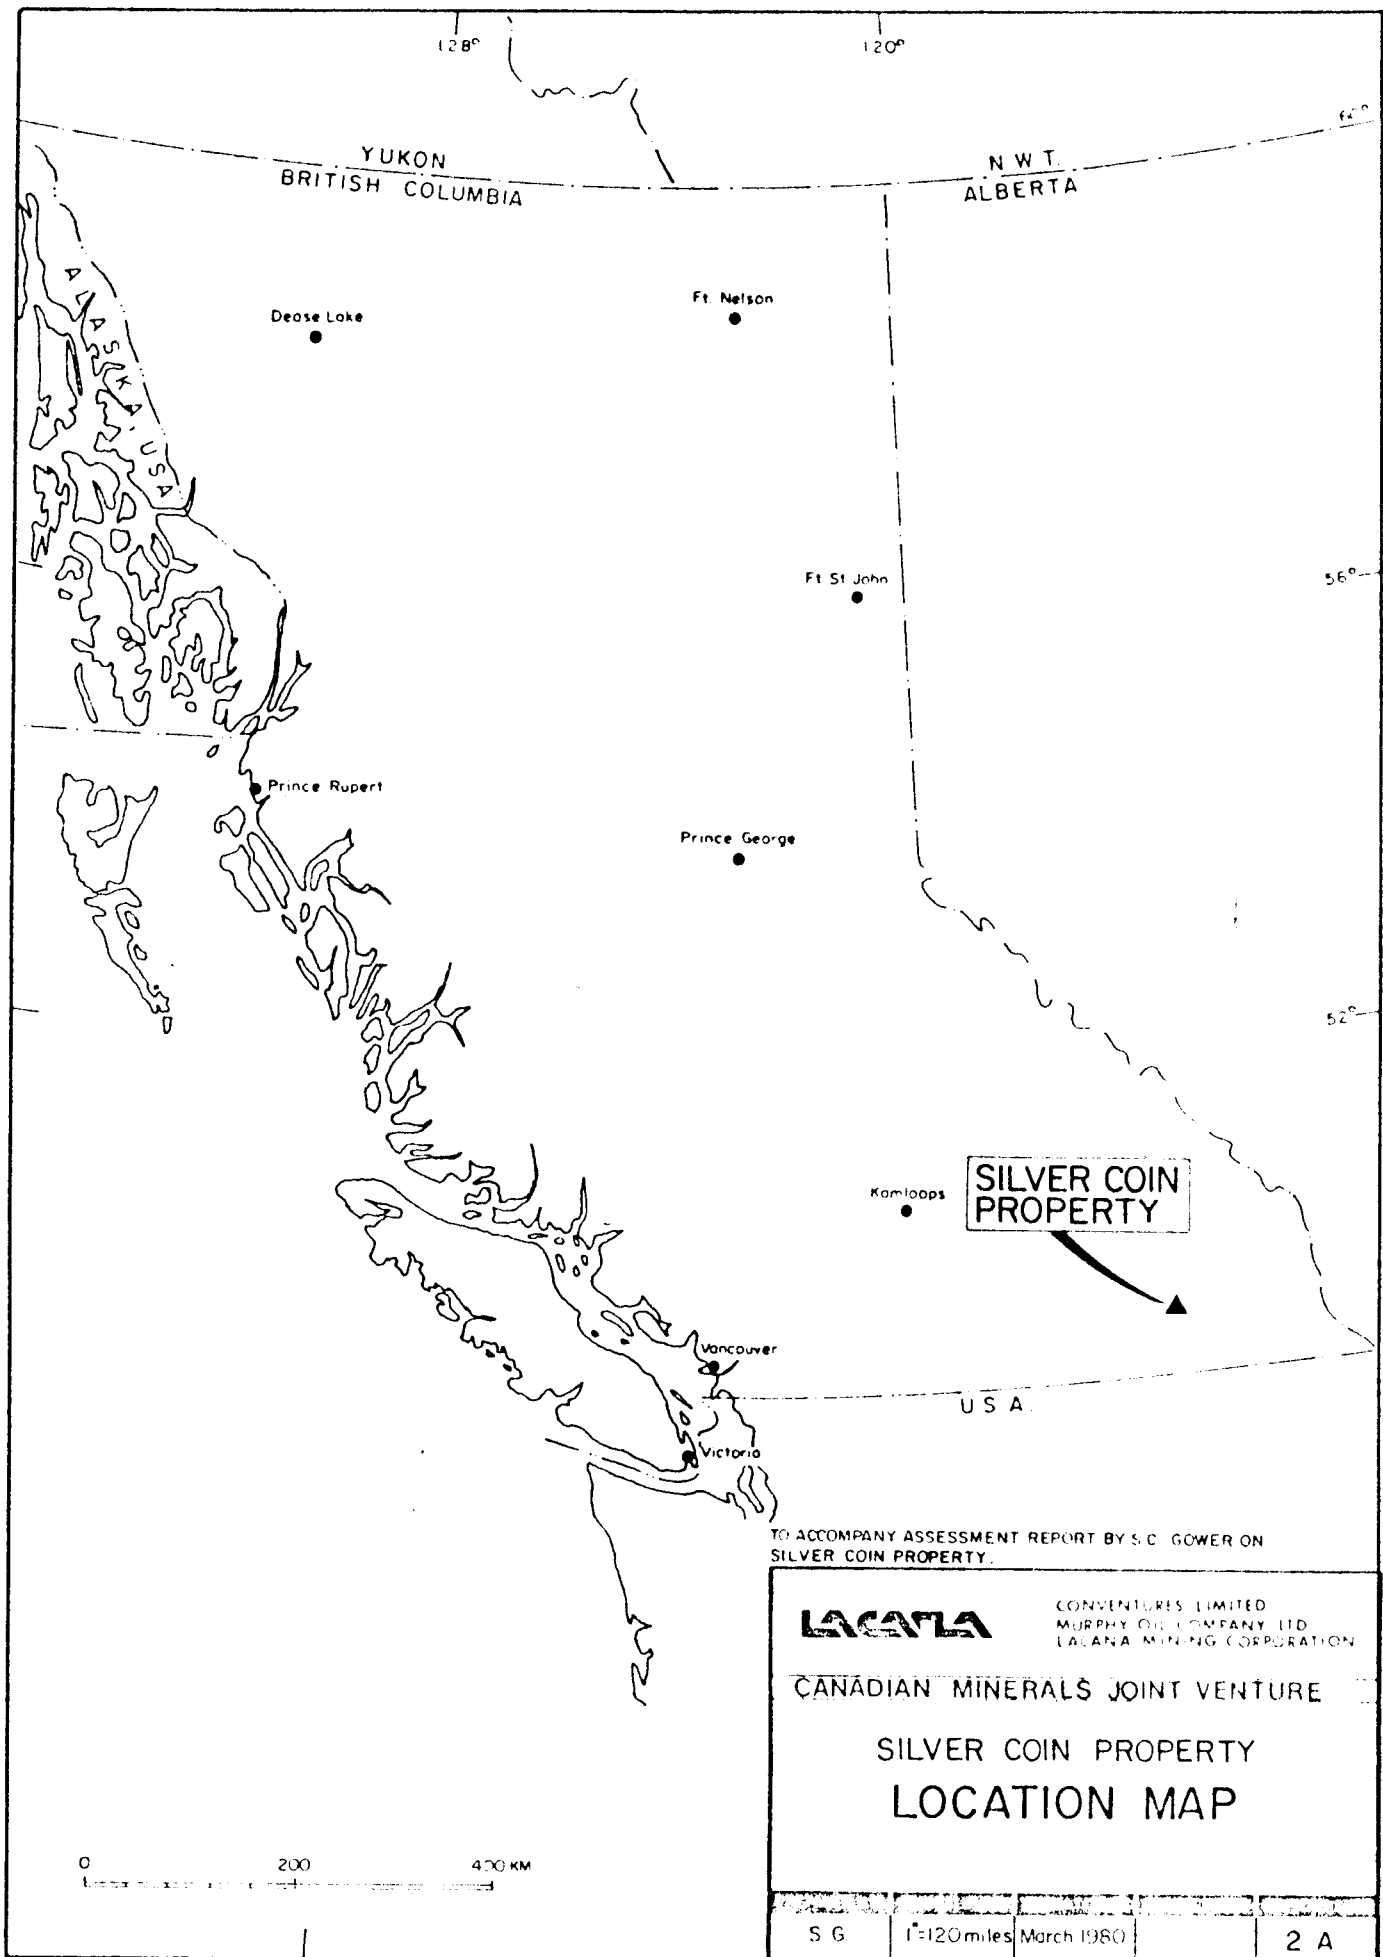 128°
120°
60°
YUKON
BRITISH COLUMBIA
N W T.
ALBERTA
ALASKA, USA
Dease Lake
Ft. Nelson
Ft St John
56°
Prince Rupert
Prince George
52°
Kamloops
SILVER COIN
PROPERTY
Vancouver
U S A.
Victoria
TO ACCOMPANY ASSESSMENT REPORT BY S.C. GOWER ON
SILVER COIN PROPERTY.
LACANA
CONVENTURES LIMITED
MURPHY OIL COMPANY LTD
LACANA MINING CORPORATION
CANADIAN MINERALS JOINT VENTURE
SILVER COIN PROPERTY
LOCATION MAP
0 200 400 KM
S G 1"=120miles March 1980 2 A